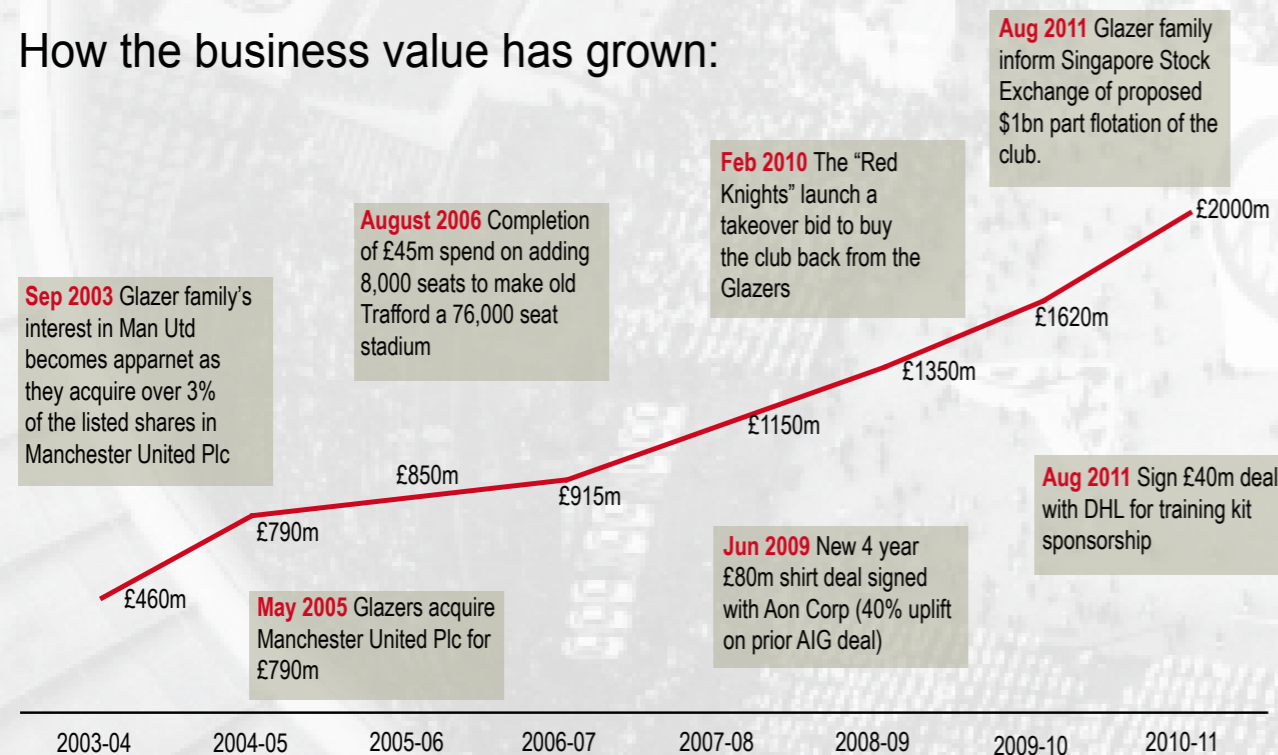 How the business value has grown:
Aug 2011 Glazer family
inform Singapore Stock
Exchange of proposed
$1bn part flotation of the
club.
Feb 2010 The “Red
Knights” launch a
takeover bid to buy
the club back from the
Glazers
August 2006 Completion
of £45m spend on adding
8,000 seats to make old
Trafford a 76,000 seat
stadium
Sep 2003 Glazer family’s
interest in Man Utd
becomes apparnet as
they acquire over 3%
of the listed shares in
Manchester United Plc
£460m
£790m
£850m
£915m
£1150m
£1350m
£1620m
£2000m
May 2005 Glazers acquire
Manchester United Plc for
£790m
Jun 2009 New 4 year
£80m shirt deal signed
with Aon Corp (40% uplift
on prior AIG deal)
Aug 2011 Sign £40m deal
with DHL for training kit
sponsorship
2003-04 2004-05 2005-06 2006-07 2007-08 2008-09 2009-10 2010-11